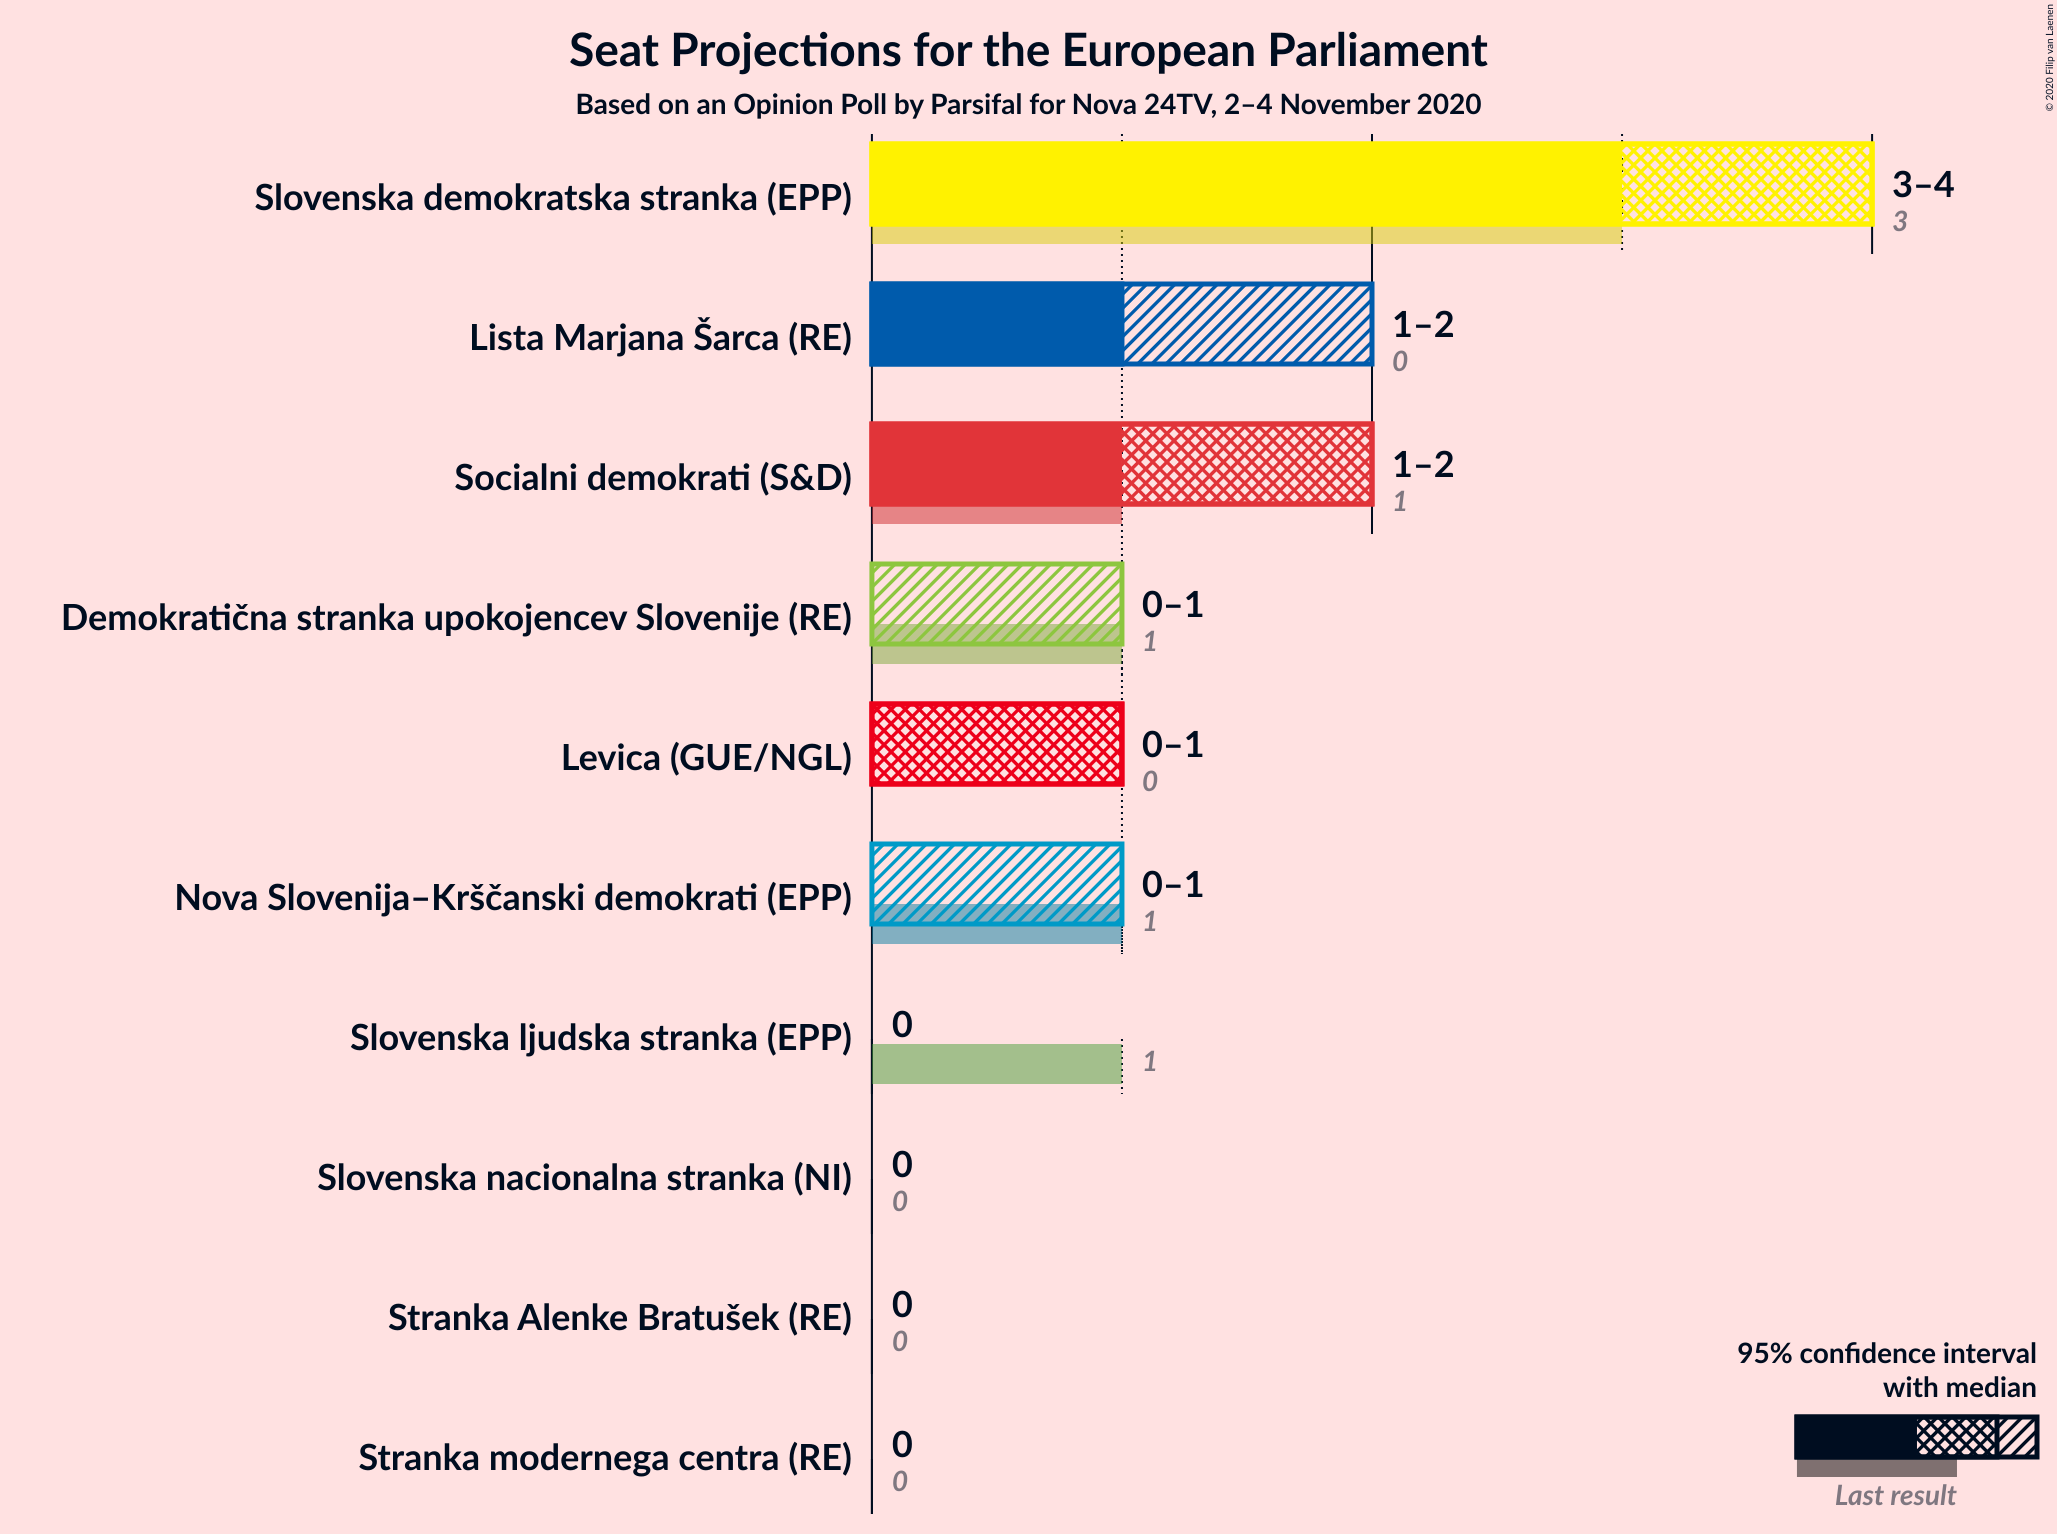 Seat Projections for the European Parliament
Based on an Opinion Poll by Parsifal for Nova 24TV, 2–4 November 2020
© 2020 Filip van Laenen
Slovenska demokratska stranka (EPP)
3–4
3
Lista Marjana Šarca (RE)
1–2
0
Socialni demokrati (S&D)
1–2
1
Demokratična stranka upokojencev Slovenije (RE)
0–1
1
Levica (GUE/NGL)
0–1
0
Nova Slovenija–Krščanski demokrati (EPP)
0–1
1
Slovenska ljudska stranka (EPP)
0
1
Slovenska nacionalna stranka (NI)
0
0
Stranka Alenke Bratušek (RE)
0
0
Stranka modernega centra (RE)
0
0
95% confidence interval
with median
Last result